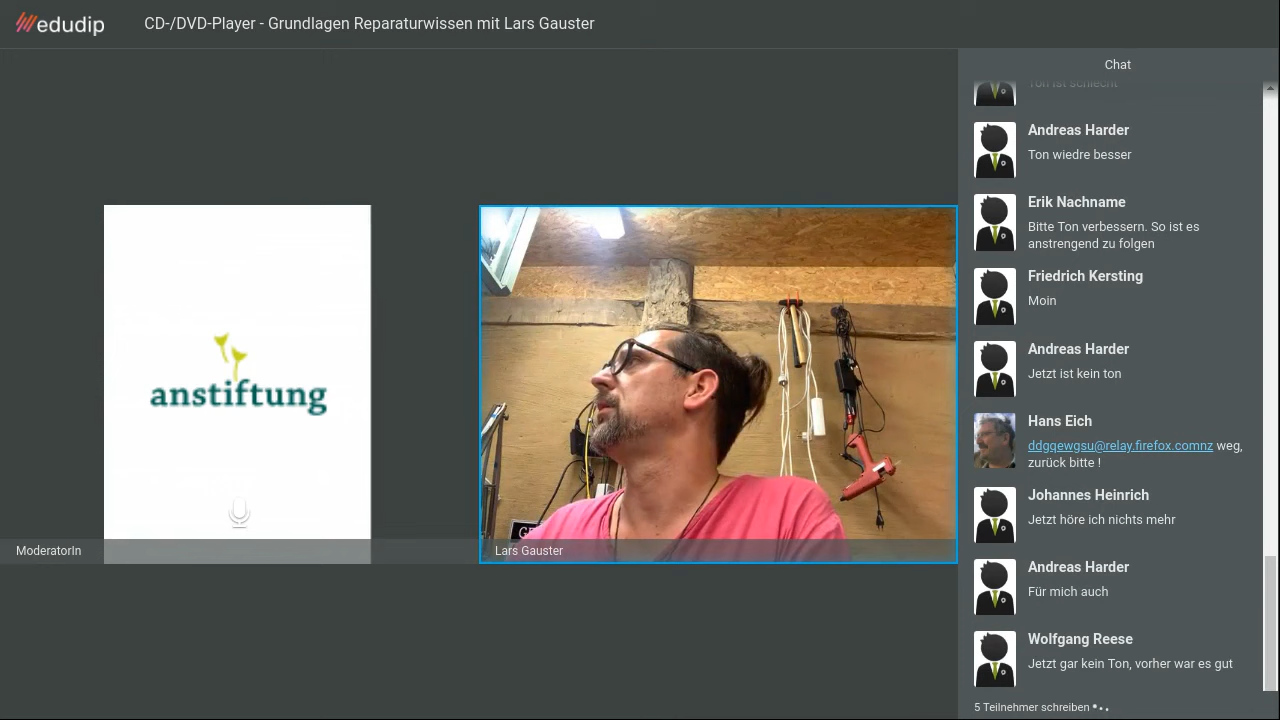 edudip
CD-/DVD-Player - Grundlagen Reparaturwissen mit Lars Gauster
Chat
Ton ist schlecht
Andreas Harder
Ton wiedre besser
Erik Nachname
Bitte Ton verbessern. So ist es
anstrengend zu folgen
Friedrich Kersting
Moin
Andreas Harder
Jetzt ist kein ton
Hans Eich
ddgqewgsu@relay.firefox.comnz weg,
zurück bitte !
Johannes Heinrich
Jetzt höre ich nichts mehr
Andreas Harder
Für mich auch
Wolfgang Reese
Jetzt gar kein Ton, vorher war es gut
5 Teilnehmer schreiben
anstiftung
ModeratorIn
Lars Gauster